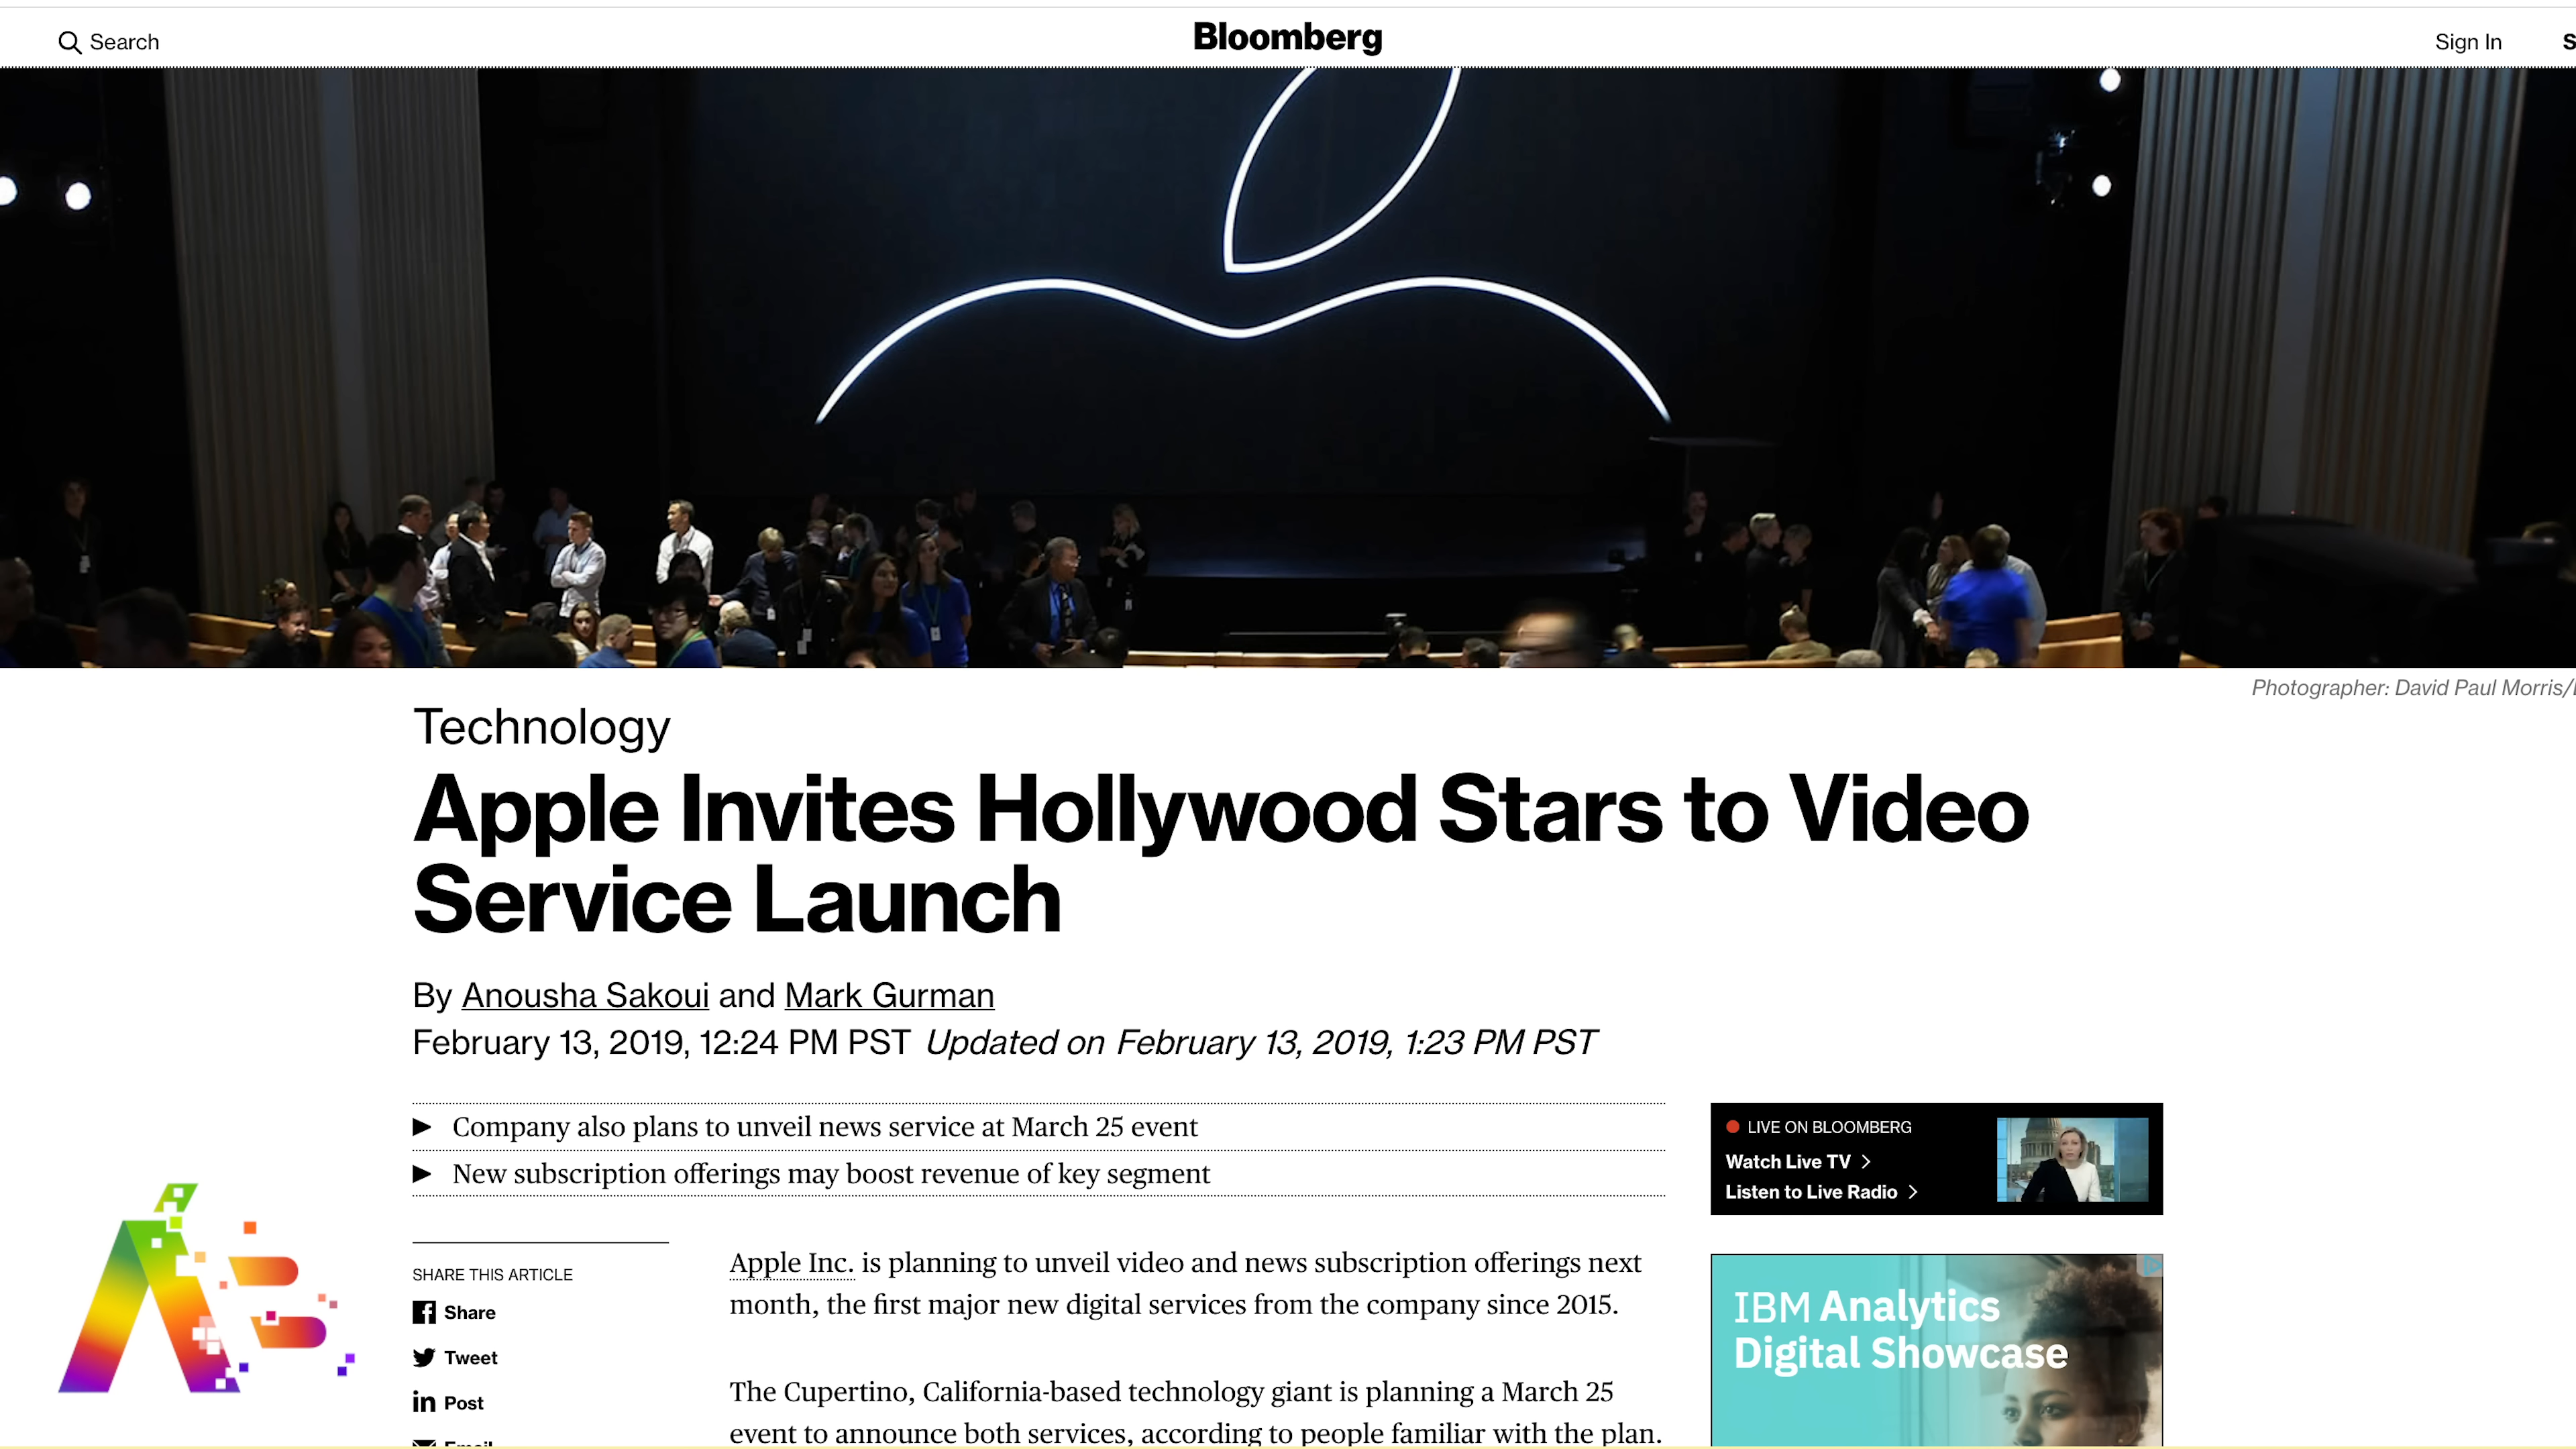 Search
Bloomberg
Sign In
Photographer: David Paul Morris/
Technology
Apple Invites Hollywood Stars to Video
Service Launch
By Anousha Sakoui and Mark Gurman
February 13, 2019, 12:24 PM PST Updated on February 13, 2019, 1:23 PM PST
Company also plans to unveil news service at March 25 event
New subscription offerings may boost revenue of key segment
LIVE ON BLOOMBERG
Watch Live TV
Listen to Live Radio
SHARE THIS ARTICLE
Share
Tweet
in Post
Email
Apple Inc. is planning to unveil video and news subscription offerings next
month, the first major new digital services from the company since 2015.
The Cupertino, California-based technology giant is planning a March 25
event to announce both services, according to people familiar with the plan.
IBM Analytics
Digital Showcase